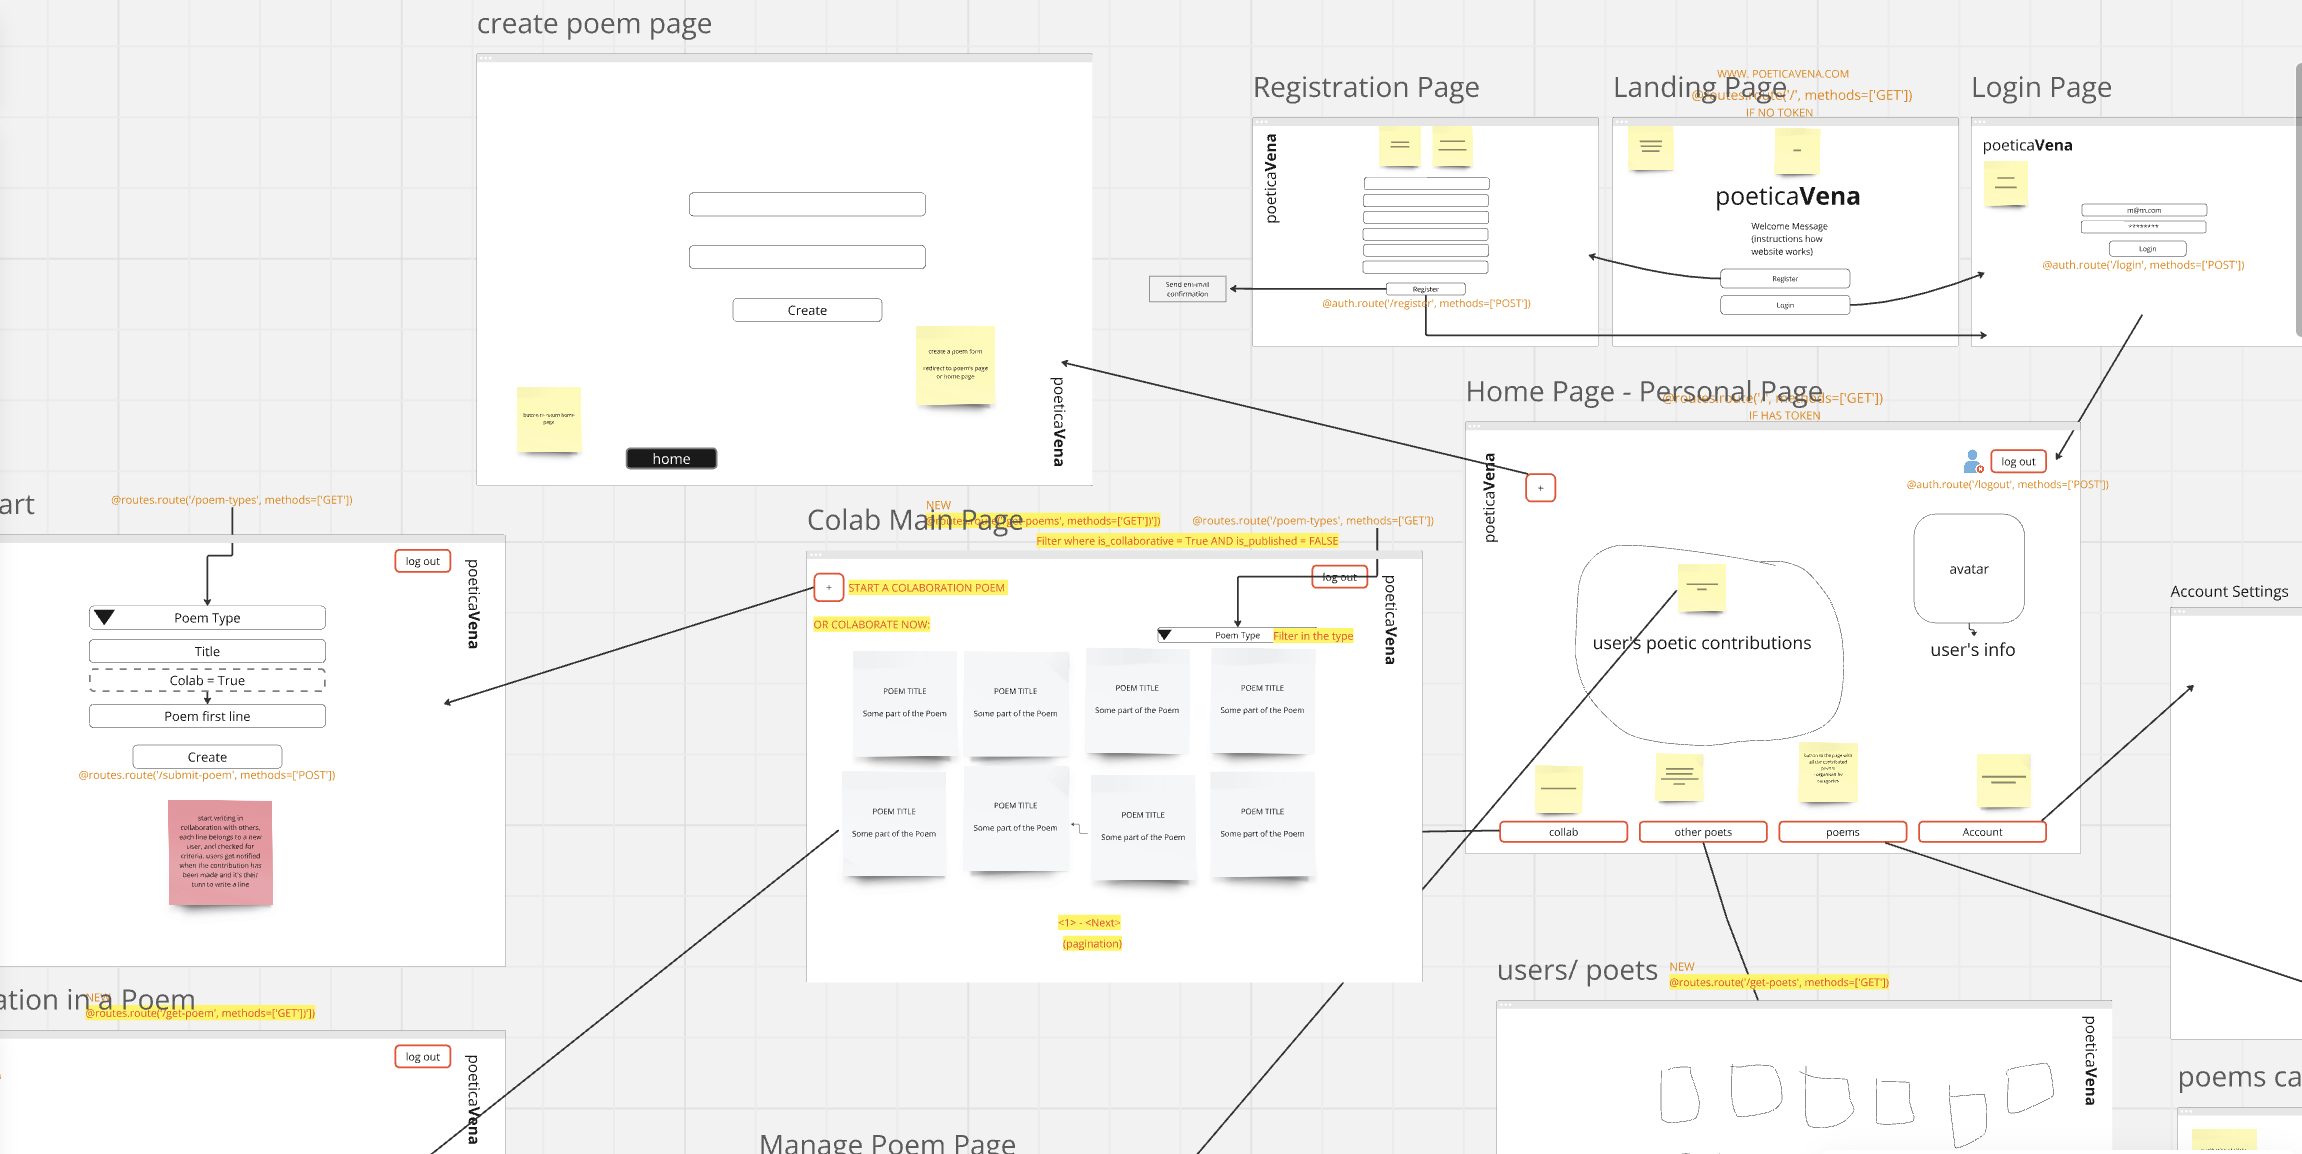 create poem page
Create
create a poem form
redirect to poem's page
or home page
button to return home
page
home
poeticaVena
Registration Page
poeticaVena
Register
@auth.route('/register', methods=['POST'])
Send en-mail
confirmation
WWW. POETICAVENA.COM
Landing Page
@routes.route('/', methods=['GET'])
IF NO TOKEN
poeticaVena
Welcome Message
(instructions how
website works)
Register
Login
Login Page
poeticaVena
m@m.com
********
Login
@auth.route('/login', methods=['POST'])
Home Page - Personal Page
@routes.route('/', methods=['GET'])
IF HAS TOKEN
poeticaVena
+
log out
@auth.route('/logout', methods=['POST'])
avatar
user's info
user's poetic contributions
button to the page with
all the contributed
poems
- organised by
categories
collab
other poets
poems
Account
Account Settings
art
@routes.route('/poem-types', methods=['GET'])
log out
poeticaVena
Poem Type
Title
Colab = True
Poem first line
Create
@routes.route('/submit-poem', methods=['POST'])
start writing in
collaboration with others,
each line belongs to a new
user, and checked for
criteria. users get notified
when the contribution has
been made and it's their
turn to write a line
NEW
Colab Main Page
@routes.route('/get-poems', methods=['GET'])'])
@routes.route('/poem-types', methods=['GET'])
Filter where is_collaborative = True AND is_published = FALSE
+
START A COLABORATION POEM
log out
poeticaVena
OR COLABORATE NOW:
Poem Type
Filter in the type
POEM TITLE
Some part of the Poem
POEM TITLE
Some part of the Poem
POEM TITLE
Some part of the Poem
POEM TITLE
Some part of the Poem
POEM TITLE
Some part of the Poem
POEM TITLE
Some part of the Poem
POEM TITLE
Some part of the Poem
POEM TITLE
Some part of the Poem
<1> - <Next>
(pagination)
ation in a Poem
NEW
@routes.route('/get-poem', methods=['GET'])'])
log out
poeticaVena
Manage Poem Page
users/ poets
NEW
@routes.route('/get-poets', methods=['GET'])
poeticaVena
poems ca